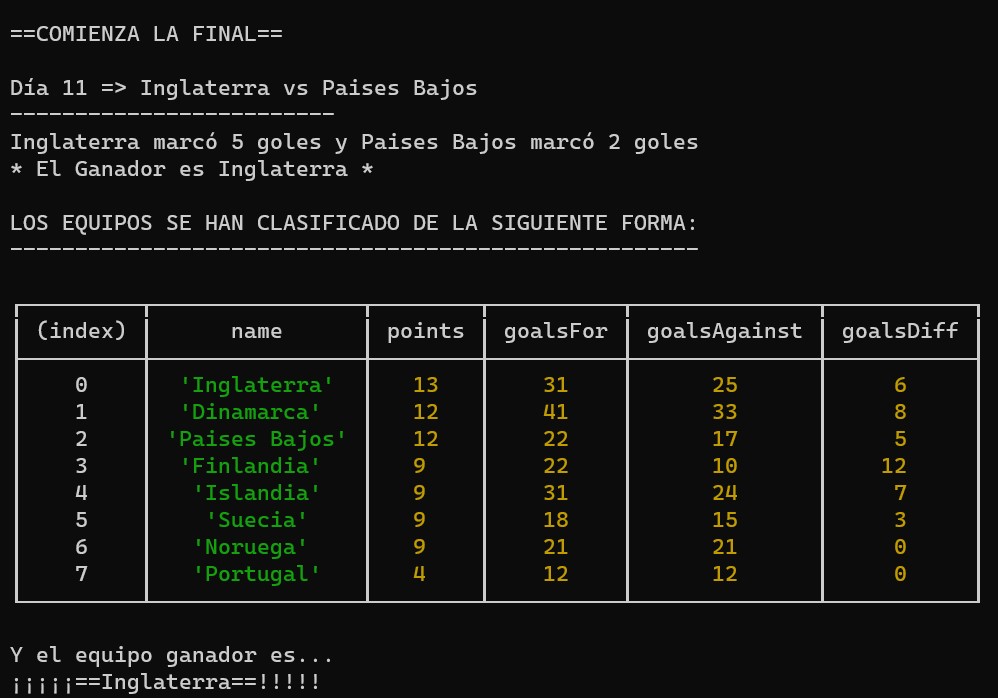 ==COMIENZA LA FINAL==
Día 11 => Inglaterra vs Paises Bajos
-------------------------
Inglaterra marcó 5 goles y Paises Bajos marcó 2 goles
* El Ganador es Inglaterra *
LOS EQUIPOS SE HAN CLASIFICADO DE LA SIGUIENTE FORMA:
-----------------------------------------------------
(index) name points goalsFor goalsAgainst goalsDiff
0 'Inglaterra' 13 31 25 6
1 'Dinamarca' 12 41 33 8
2 'Paises Bajos' 12 22 17 5
3 'Finlandia' 9 22 10 12
4 'Islandia' 9 31 24 7
5 'Suecia' 9 18 15 3
6 'Noruega' 9 21 21 0
7 'Portugal' 4 12 12 0
Y el equipo ganador es...
¡¡¡¡¡==Inglaterra==!!!!!